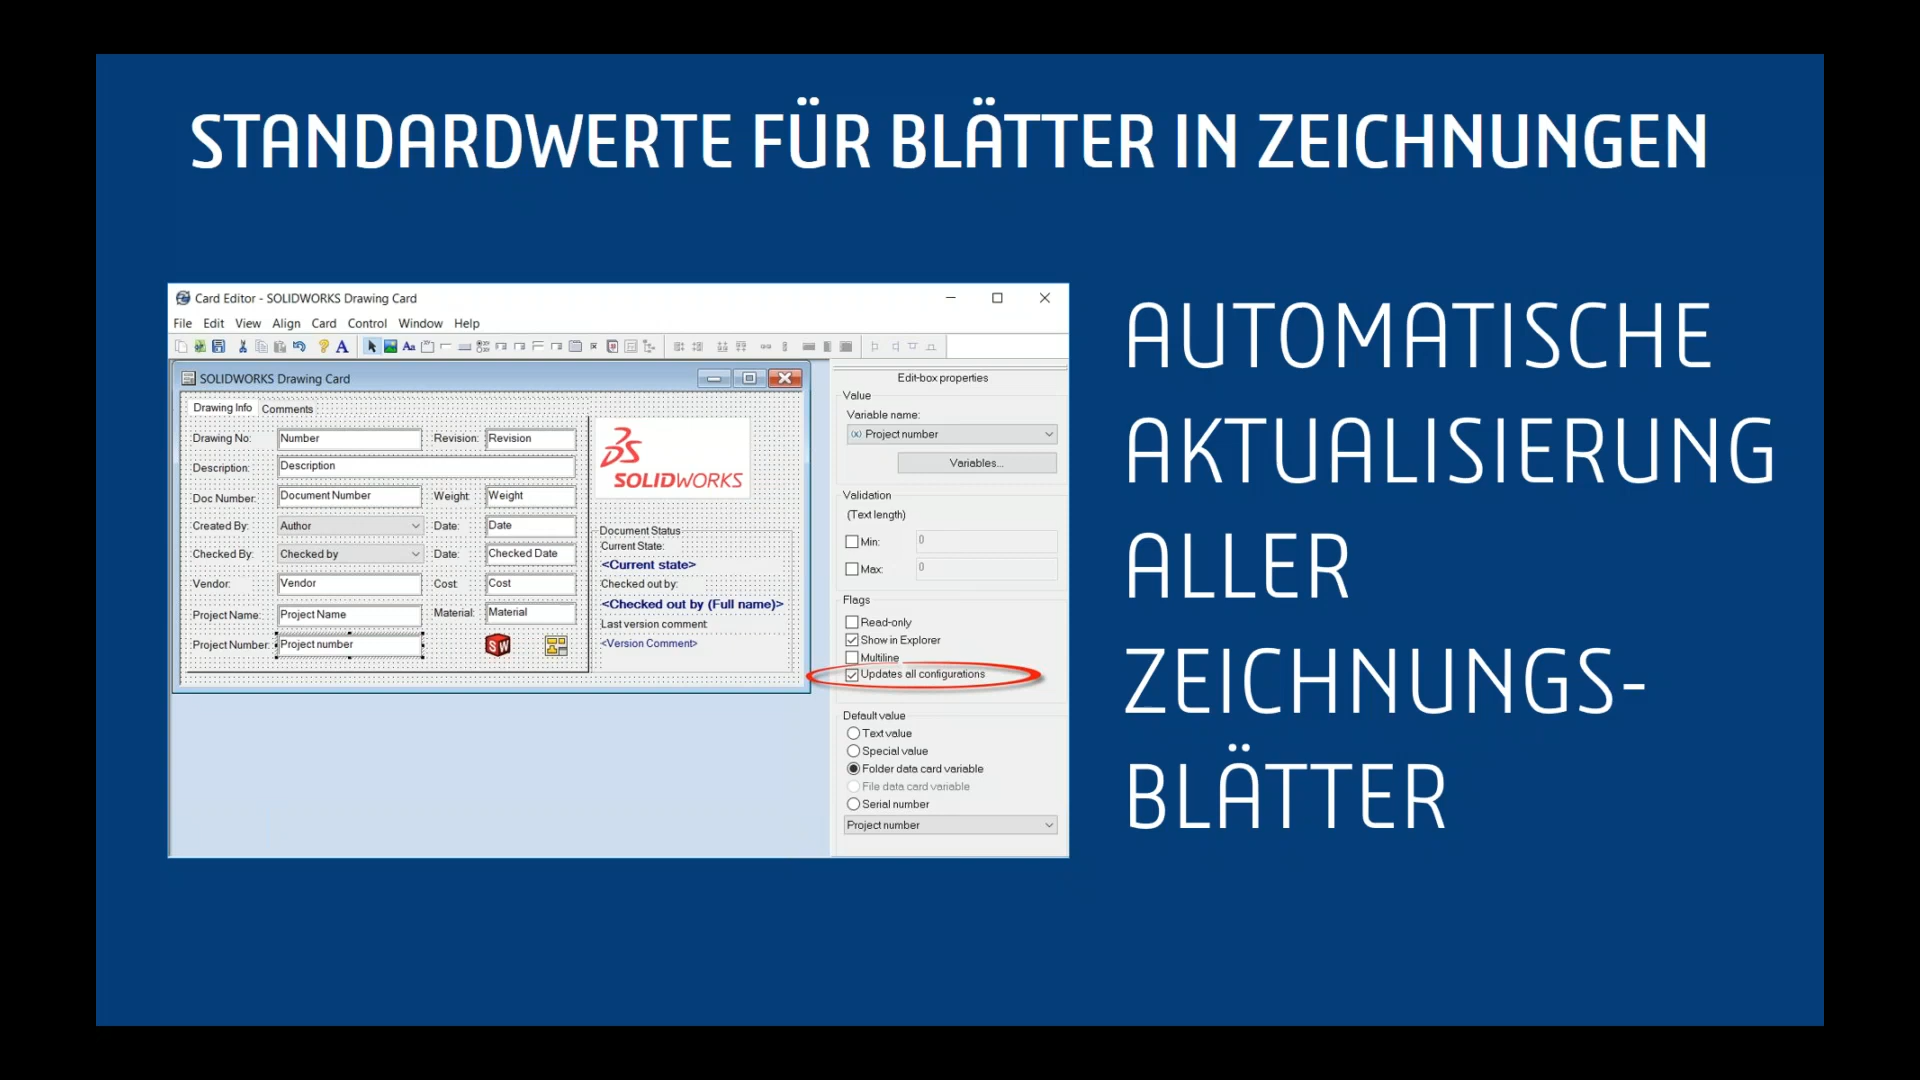 STANDARDWERTE FÜR BLÄTTER IN ZEICHNUNGEN
Card Editor - SOLIDWORKS Drawing Card
File Edit View Align Card Control Window Help
SOLIDWORKS Drawing Card
Drawing Info Comments
Drawing No: Number Revision: Revision
Description: Description
Doc Number: Document Number Weight: Weight
Created By: Author Date: Date
Checked By: Checked by Date: Checked Date
Vendor: Vendor Cost: Cost
Project Name: Project Name Material: Material
Project Number: Project number
SW
SOLIDWORKS
Document Status
Current State:
<Current state>
Checked out by:
<Checked out by (Full name)>
Last version comment:
<Version Comment>
Edit-box properties
Value
Variable name:
(x) Project number
Variables...
Validation
(Text length)
Min: 0
Max: 0
Flags
Read-only
Show in Explorer
Multiline
Updates all configurations
Default value
Text value
Special value
Folder data card variable
File data card variable
Serial number
Project number
AUTOMATISCHE
AKTUALISIERUNG
ALLER
ZEICHNUNGS-
BLÄTTER